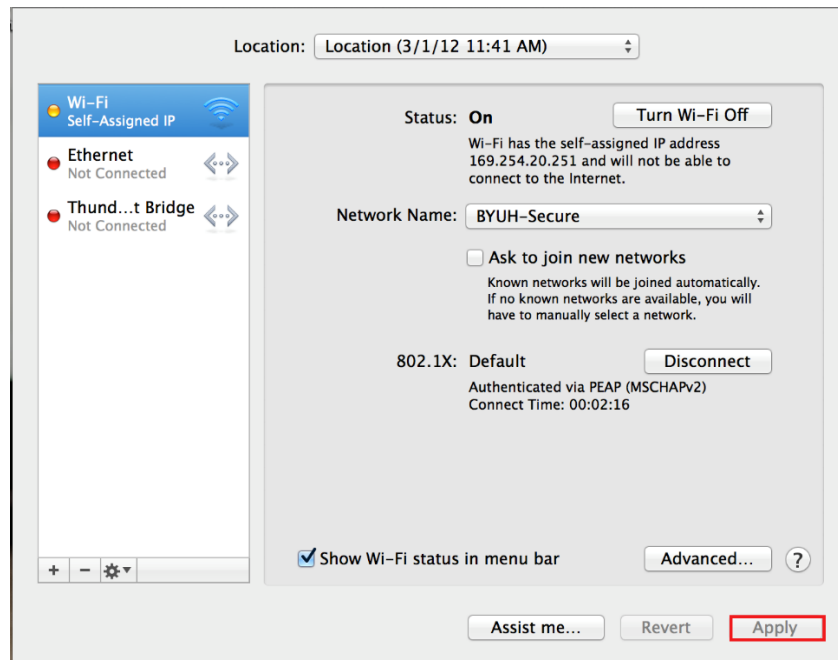 Location: Location (3/1/12 11:41 AM)
Wi-Fi
Self-Assigned IP
Ethernet
Not Connected
Thund...t Bridge
Not Connected
Status: On Turn Wi-Fi Off
Wi-Fi has the self-assigned IP address
169.254.20.251 and will not be able to
connect to the Internet.
Network Name: BYUH-Secure
Ask to join new networks
Known networks will be joined automatically.
If no known networks are available, you will
have to manually select a network.
802.1X: Default Disconnect
Authenticated via PEAP (MSCHAPv2)
Connect Time: 00:02:16
Show Wi-Fi status in menu bar Advanced... ?
Assist me... Revert Apply